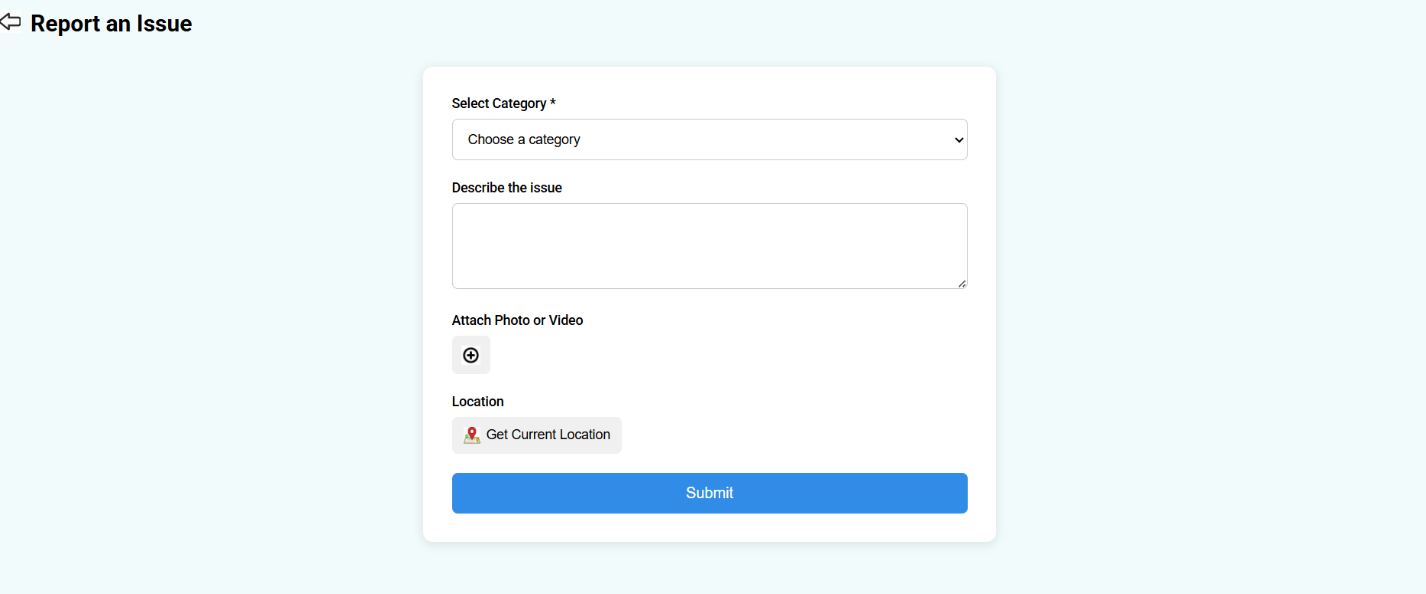 Report an Issue
Select Category *
Choose a category
Describe the issue
Attach Photo or Video
Location
Get Current Location
Submit